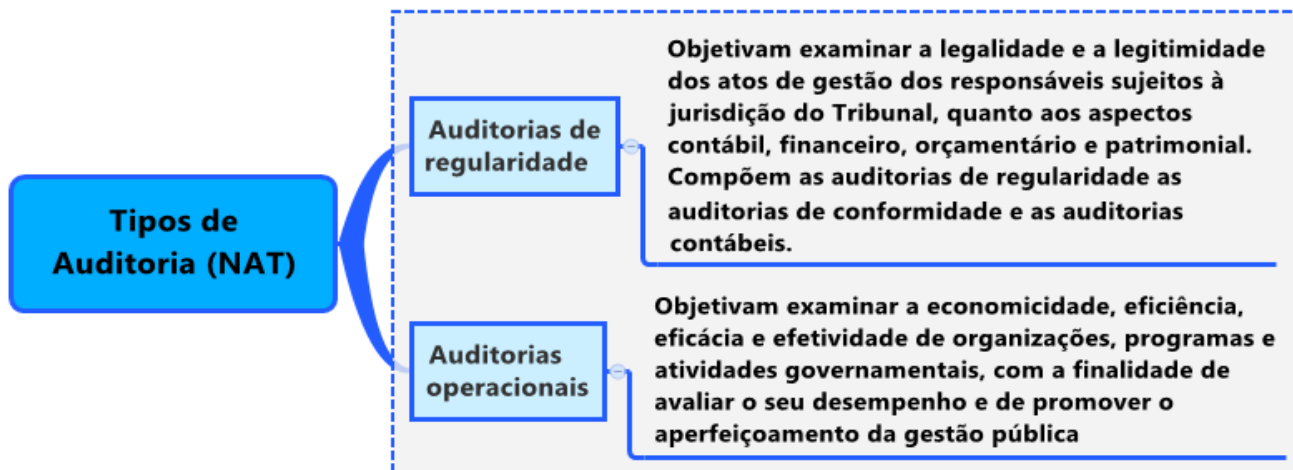 Tipos de
Auditoria (NAT)
Auditorias de
regularidade
Objetivam examinar a legalidade e a legitimidade
dos atos de gestão dos responsáveis sujeitos à
jurisdição do Tribunal, quanto aos aspectos
contábil, financeiro, orçamentário e patrimonial.
Compõem as auditorias de regularidade as
auditorias de conformidade e as auditorias
contábeis.
Auditorias
operacionais
Objetivam examinar a economicidade, eficiência,
eficácia e efetividade de organizações, programas e
atividades governamentais, com a finalidade de
avaliar o seu desempenho e de promover o
aperfeiçoamento da gestão pública